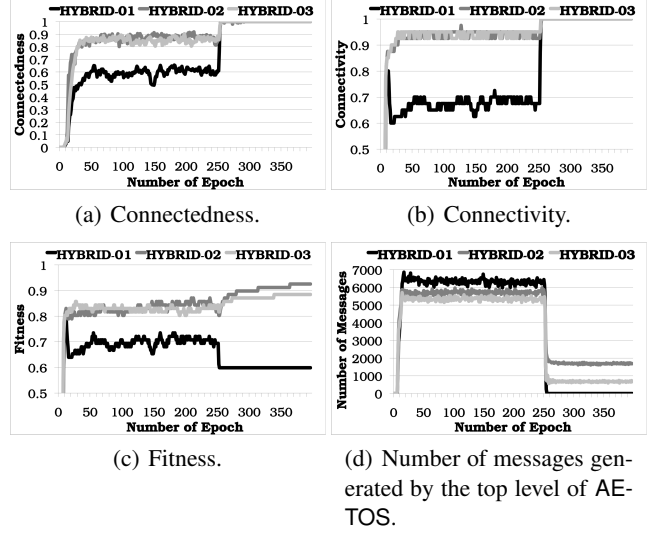 HYBRID-01 HYBRID-02 HYBRID-03
Connectedness
1
0.9
0.8
0.7
0.6
0.5
0.4
0.3
0.2
0.1
0
0 50 100 150 200 250 300 350
Number of Epoch
(a) Connectedness.
HYBRID-01 HYBRID-02 HYBRID-03
Connectivity
1
0.9
0.8
0.7
0.6
0.5
0 50 100 150 200 250 300 350
Number of Epoch
(b) Connectivity.
HYBRID-01 HYBRID-02 HYBRID-03
Fitness
1
0.9
0.8
0.7
0.6
0.5
0 50 100 150 200 250 300 350
Number of Epoch
(c) Fitness.
HYBRID-01 HYBRID-02 HYBRID-03
Number of Messages
7000
6000
5000
4000
3000
2000
1000
0
0 50 100 150 200 250 300 350
Number of Epoch
(d) Number of messages gen-
erated by the top level of AE-
TOS.